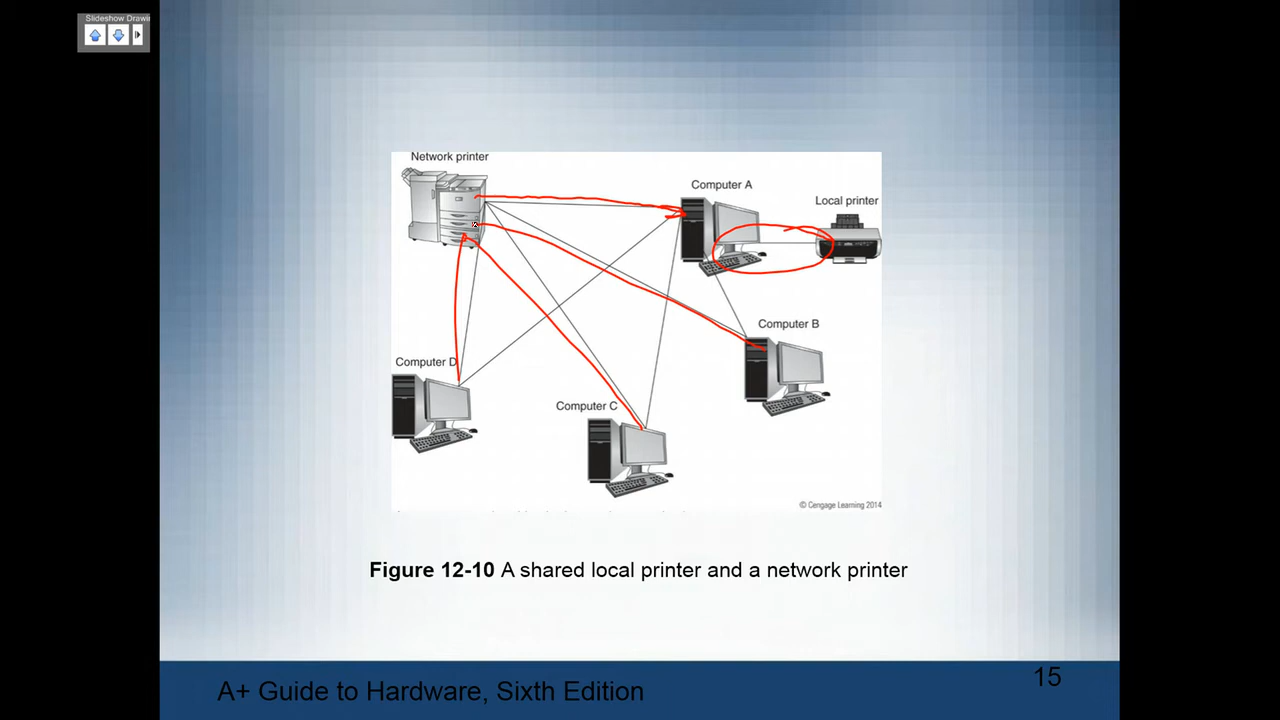 Slideshow Drawi
Network printer
Computer A
Local printer
Computer B
Computer D
Computer C
© Cengage Learning 2014
Figure 12-10 A shared local printer and a network printer
A+ Guide to Hardware, Sixth Edition
15